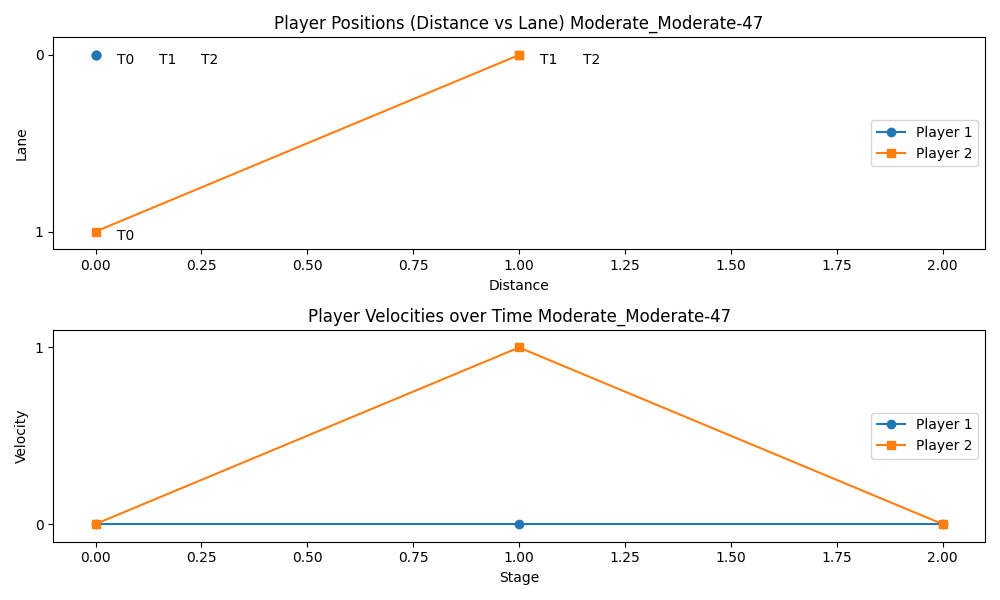 Player Positions (Distance vs Lane) Moderate_Moderate-47
0
T0 T1 T2 T1 T2
Lane
Player 1
Player 2
1
T0
0.00 0.25 0.50 0.75 1.00 1.25 1.50 1.75 2.00
Distance
Player Velocities over Time Moderate_Moderate-47
1
Velocity
Player 1
Player 2
0
0.00 0.25 0.50 0.75 1.00 1.25 1.50 1.75 2.00
Stage